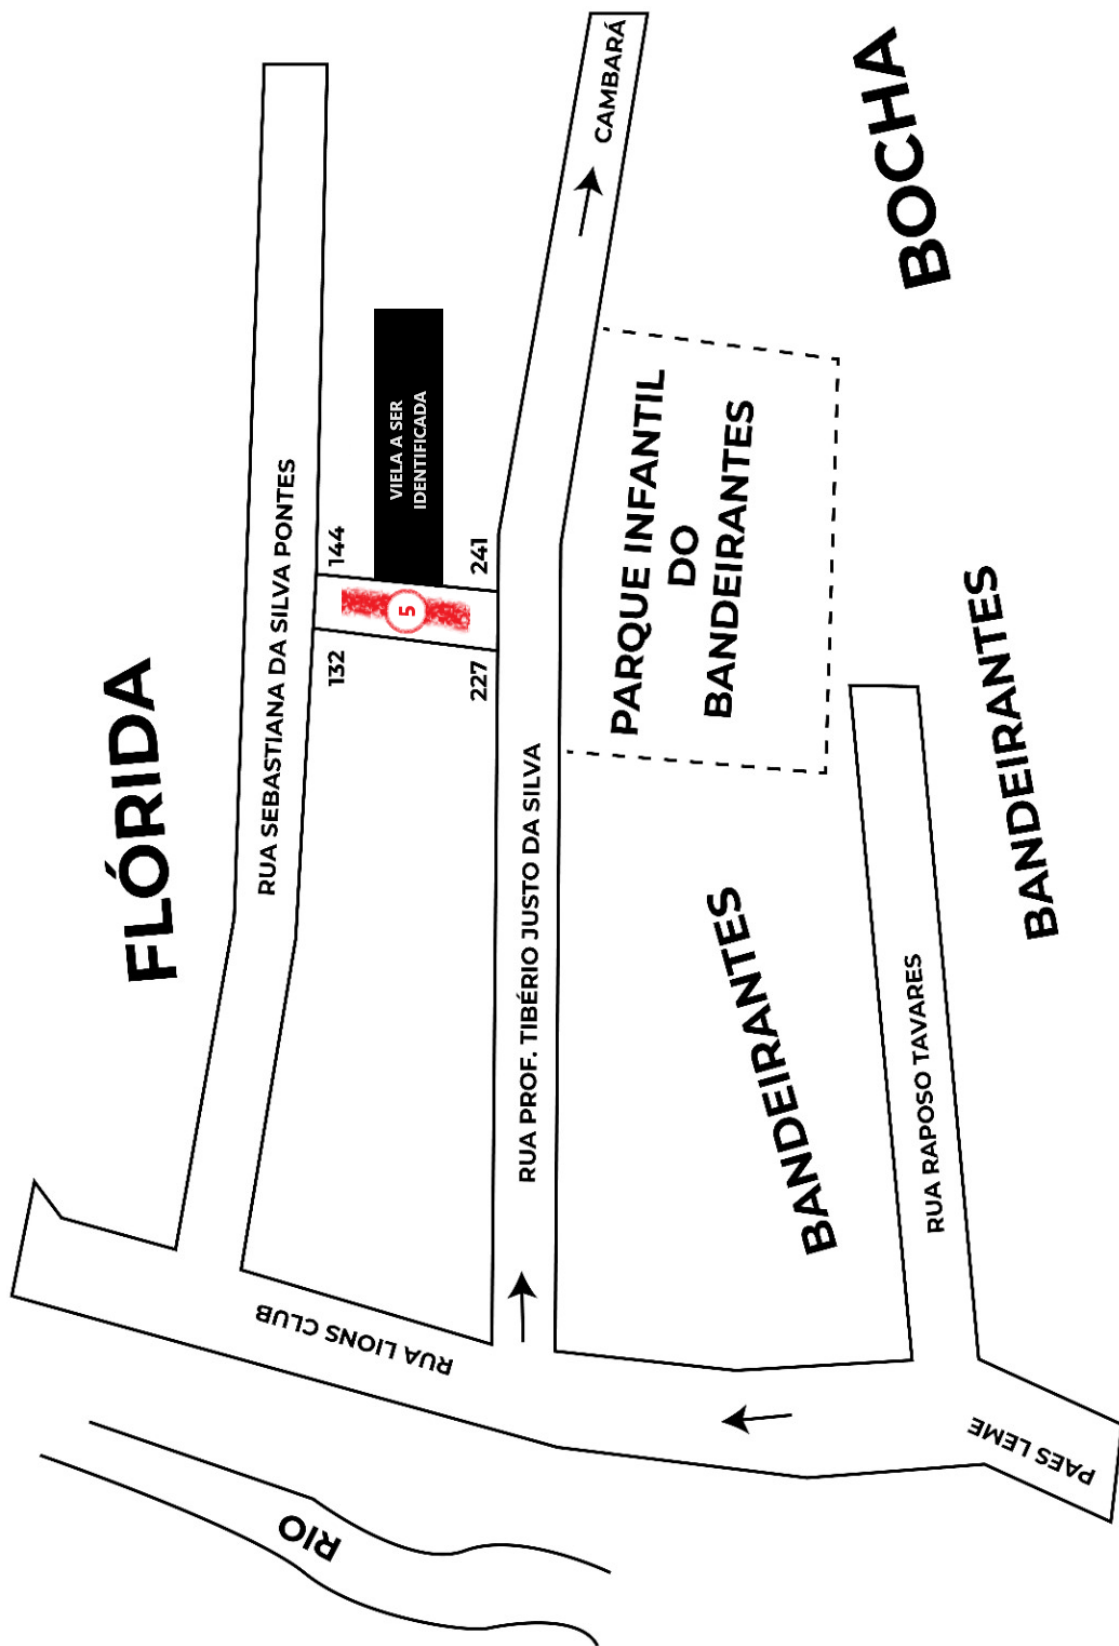 FLÓRIDA
RUA SEBASTIANA DA SILVA PONTES
132
144
5
VIELA A SER
IDENTIFICADA
227
241
RUA PROF. TIBÉRIO JUSTO DA SILVA
CAMBARÁ
PARQUE INFANTIL
DO
BANDEIRANTES
BOCHA
BANDEIRANTES
RUA RAPOSO TAVARES
BANDEIRANTES
RUA LIONS CLUB
PAES LEME
RIO